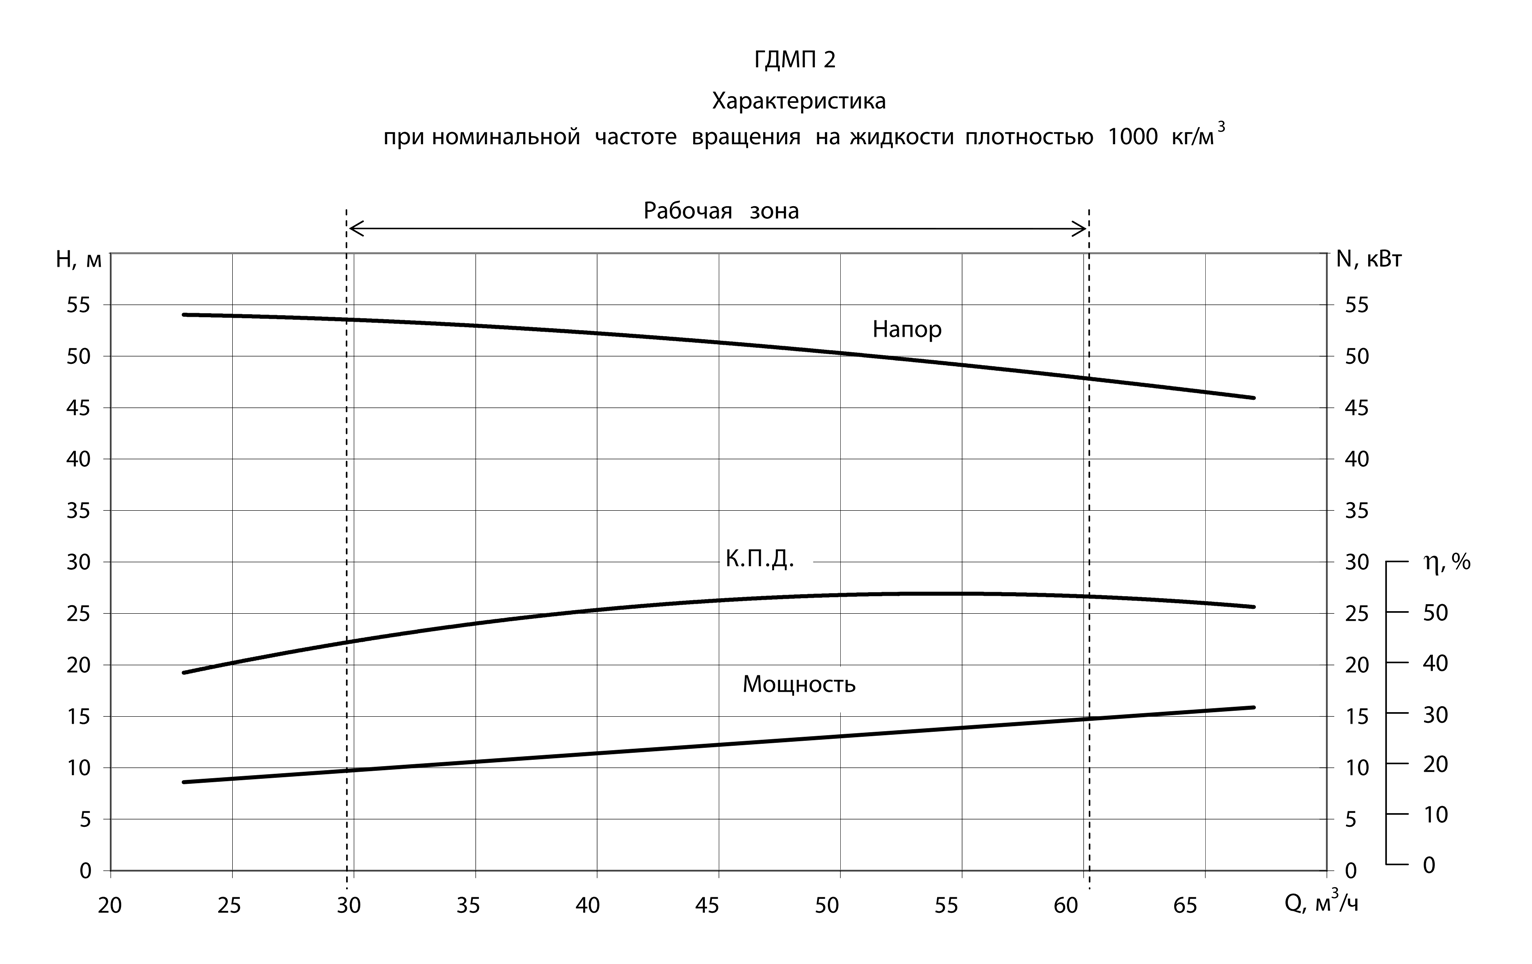 ГДМП 2
Характеристика
при номинальной частоте вращения на жидкости плотностью 1000 кг/м³
Рабочая зона
Н, м
N, кВт
55
55
Напор
50
50
45
45
40
40
35
35
К.П.Д.
30
30
η, %
25
25
50
20
20
40
Мощность
15
15
30
10
10
20
5
5
10
0
0
0
20 25 30 35 40 45 50 55 60 65 Q, м³/ч